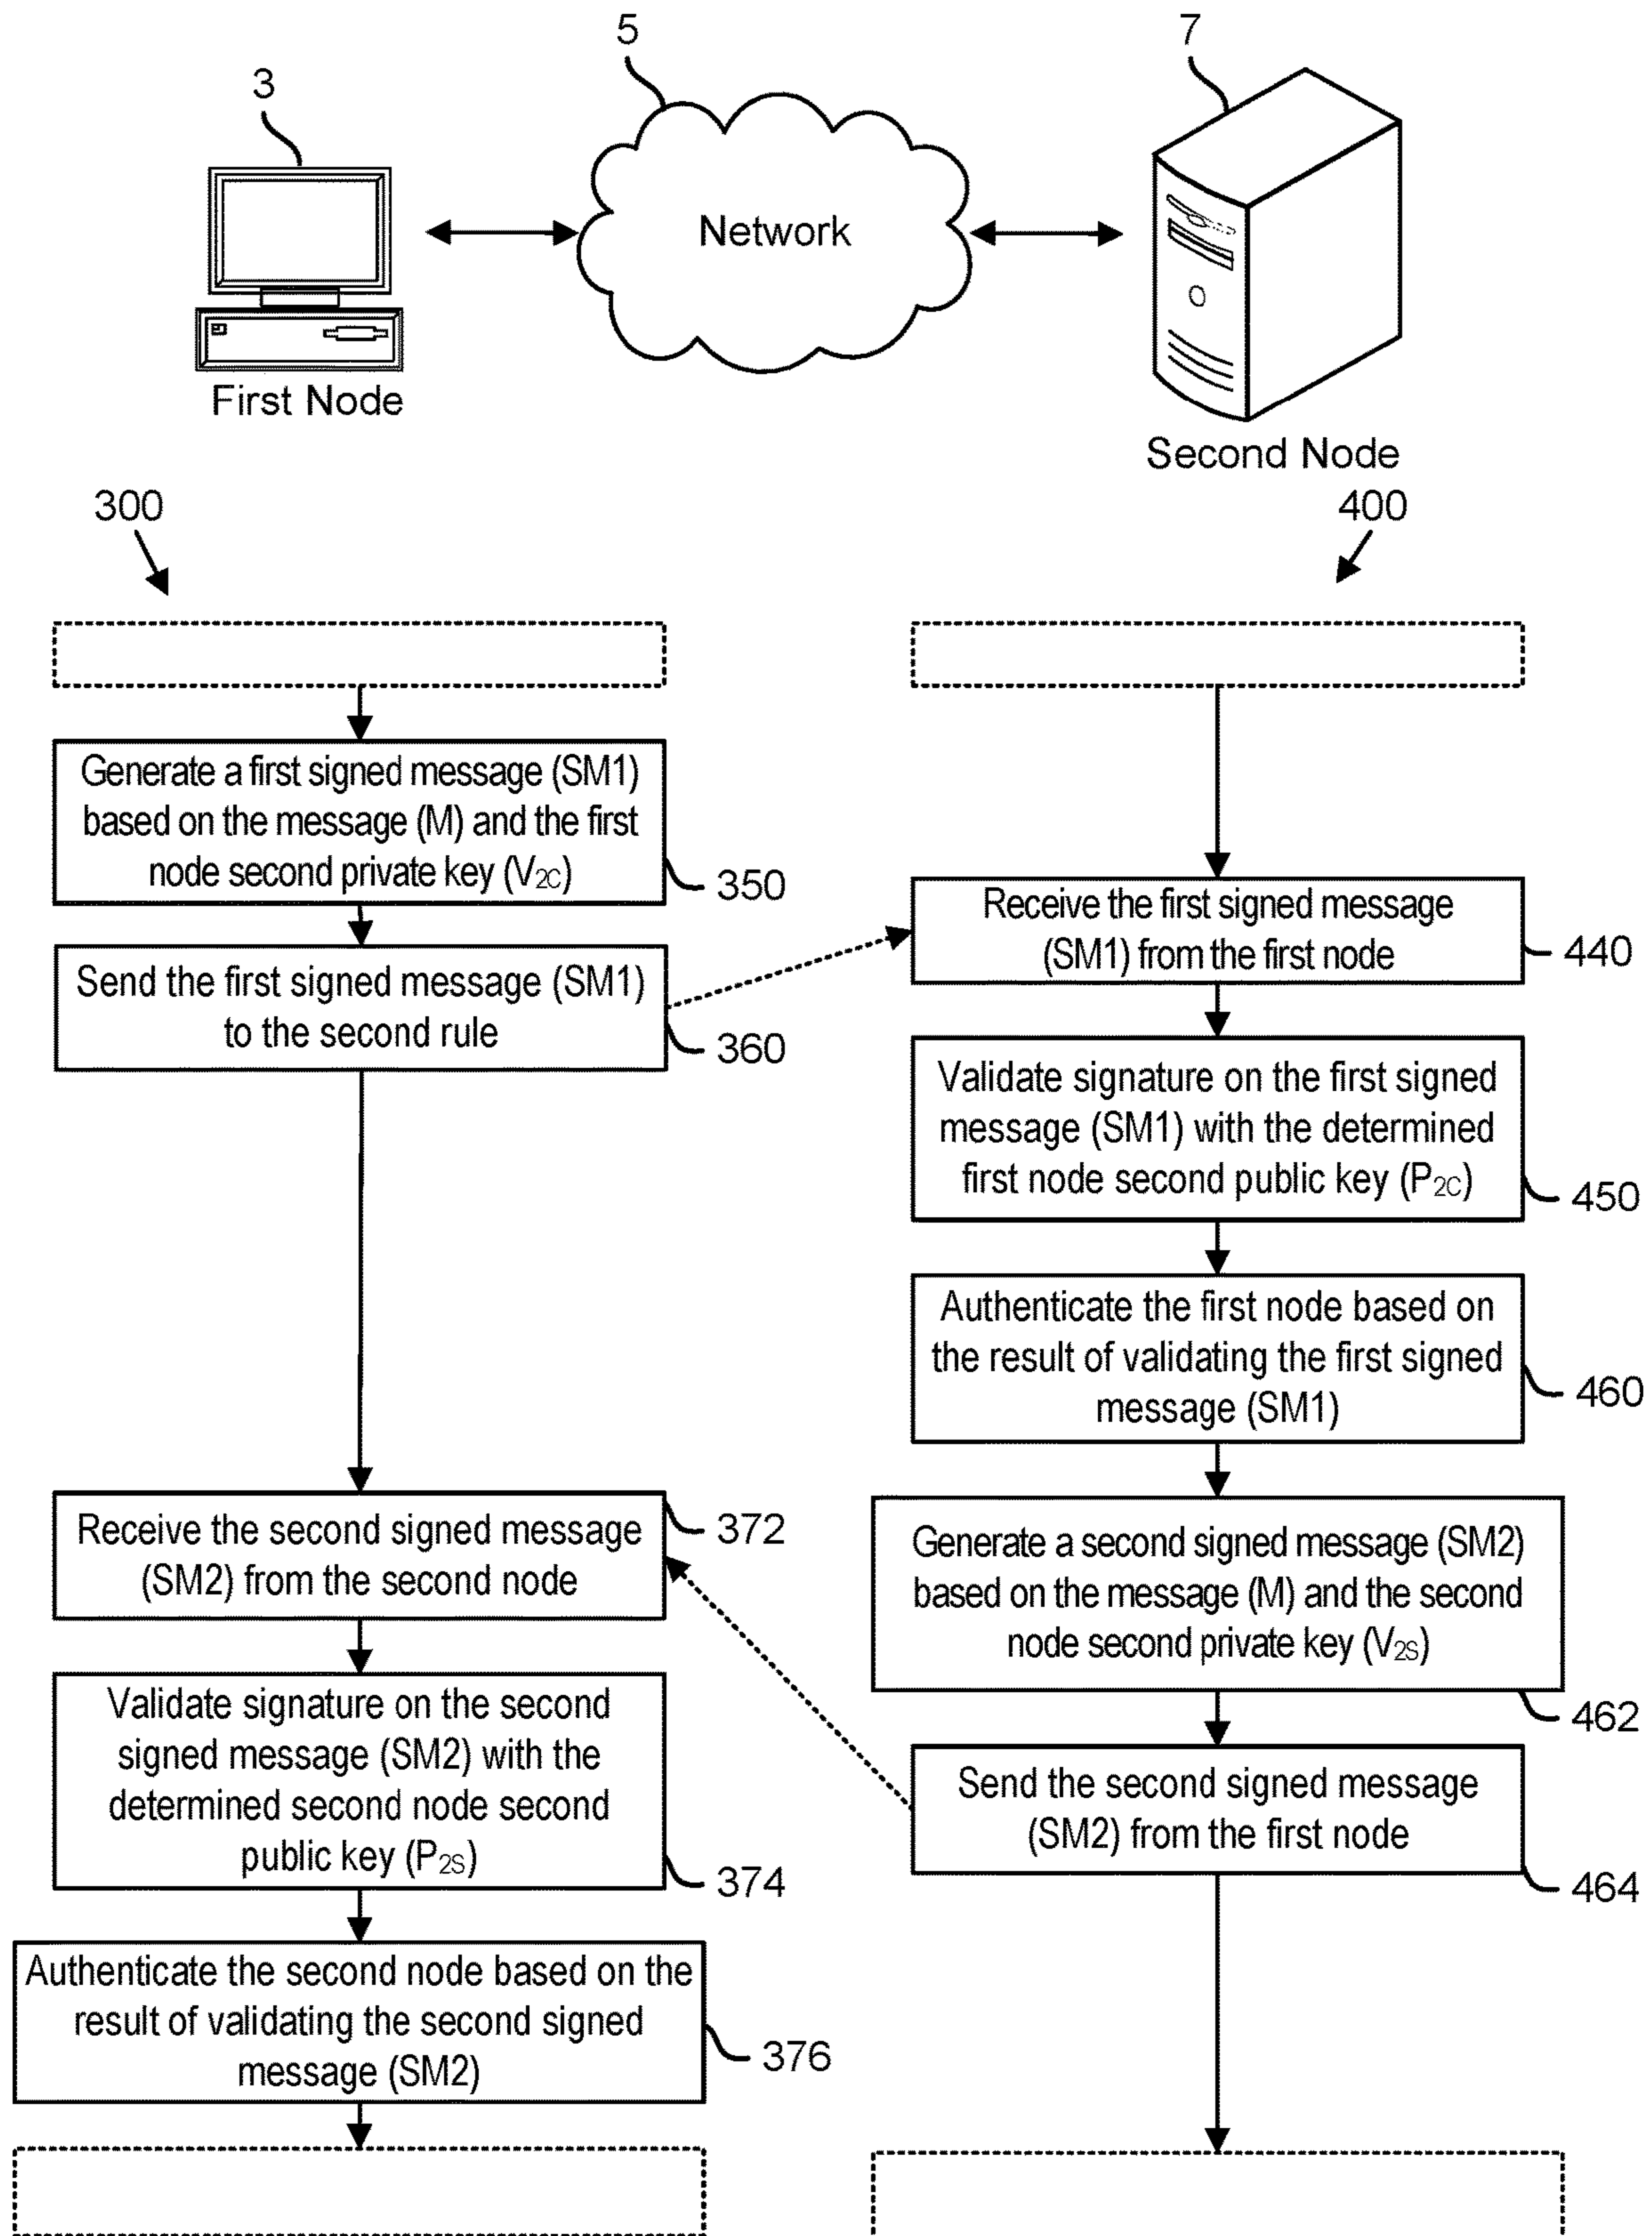 5
7
3
Network
First Node
Second Node
300
400
Generate a first signed message (SM1)
based on the message (M) and the first
node second private key (V2C)
350
Send the first signed message (SM1)
to the second rule
360
Receive the first signed message
(SM1) from the first node
440
Validate signature on the first signed
message (SM1) with the determined
first node second public key (P2C)
450
Authenticate the first node based on
the result of validating the first signed
message (SM1)
460
Generate a second signed message (SM2)
based on the message (M) and the second
node second private key (V2S)
462
Send the second signed message
(SM2) from the first node
464
Receive the second signed message
(SM2) from the second node
372
Validate signature on the second
signed message (SM2) with the
determined second node second
public key (P2S)
374
Authenticate the second node based on the
result of validating the second signed
message (SM2)
376